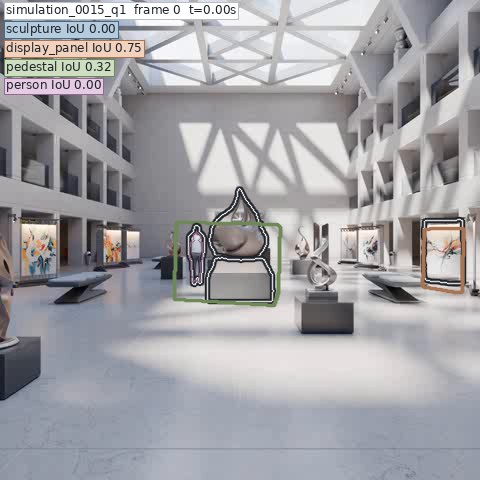 simulation_0015_q1 frame 0 t=0.00s
sculpture IoU 0.00
display_panel IoU 0.75
pedestal IoU 0.32
person IoU 0.00